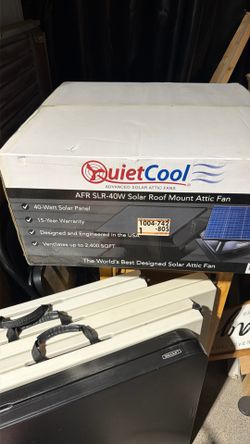 QuietCool
ADVANCED SOLAR ATTIC FANS
AFR SLR-40W Solar Roof Mount Attic Fan
40-Watt Solar Panel
15-Year Warranty
Designed and Engineered in the USA
Ventilates up to 2,400 SQFT
1004-742
1 -805
The World's Best Designed Solar Attic Fan